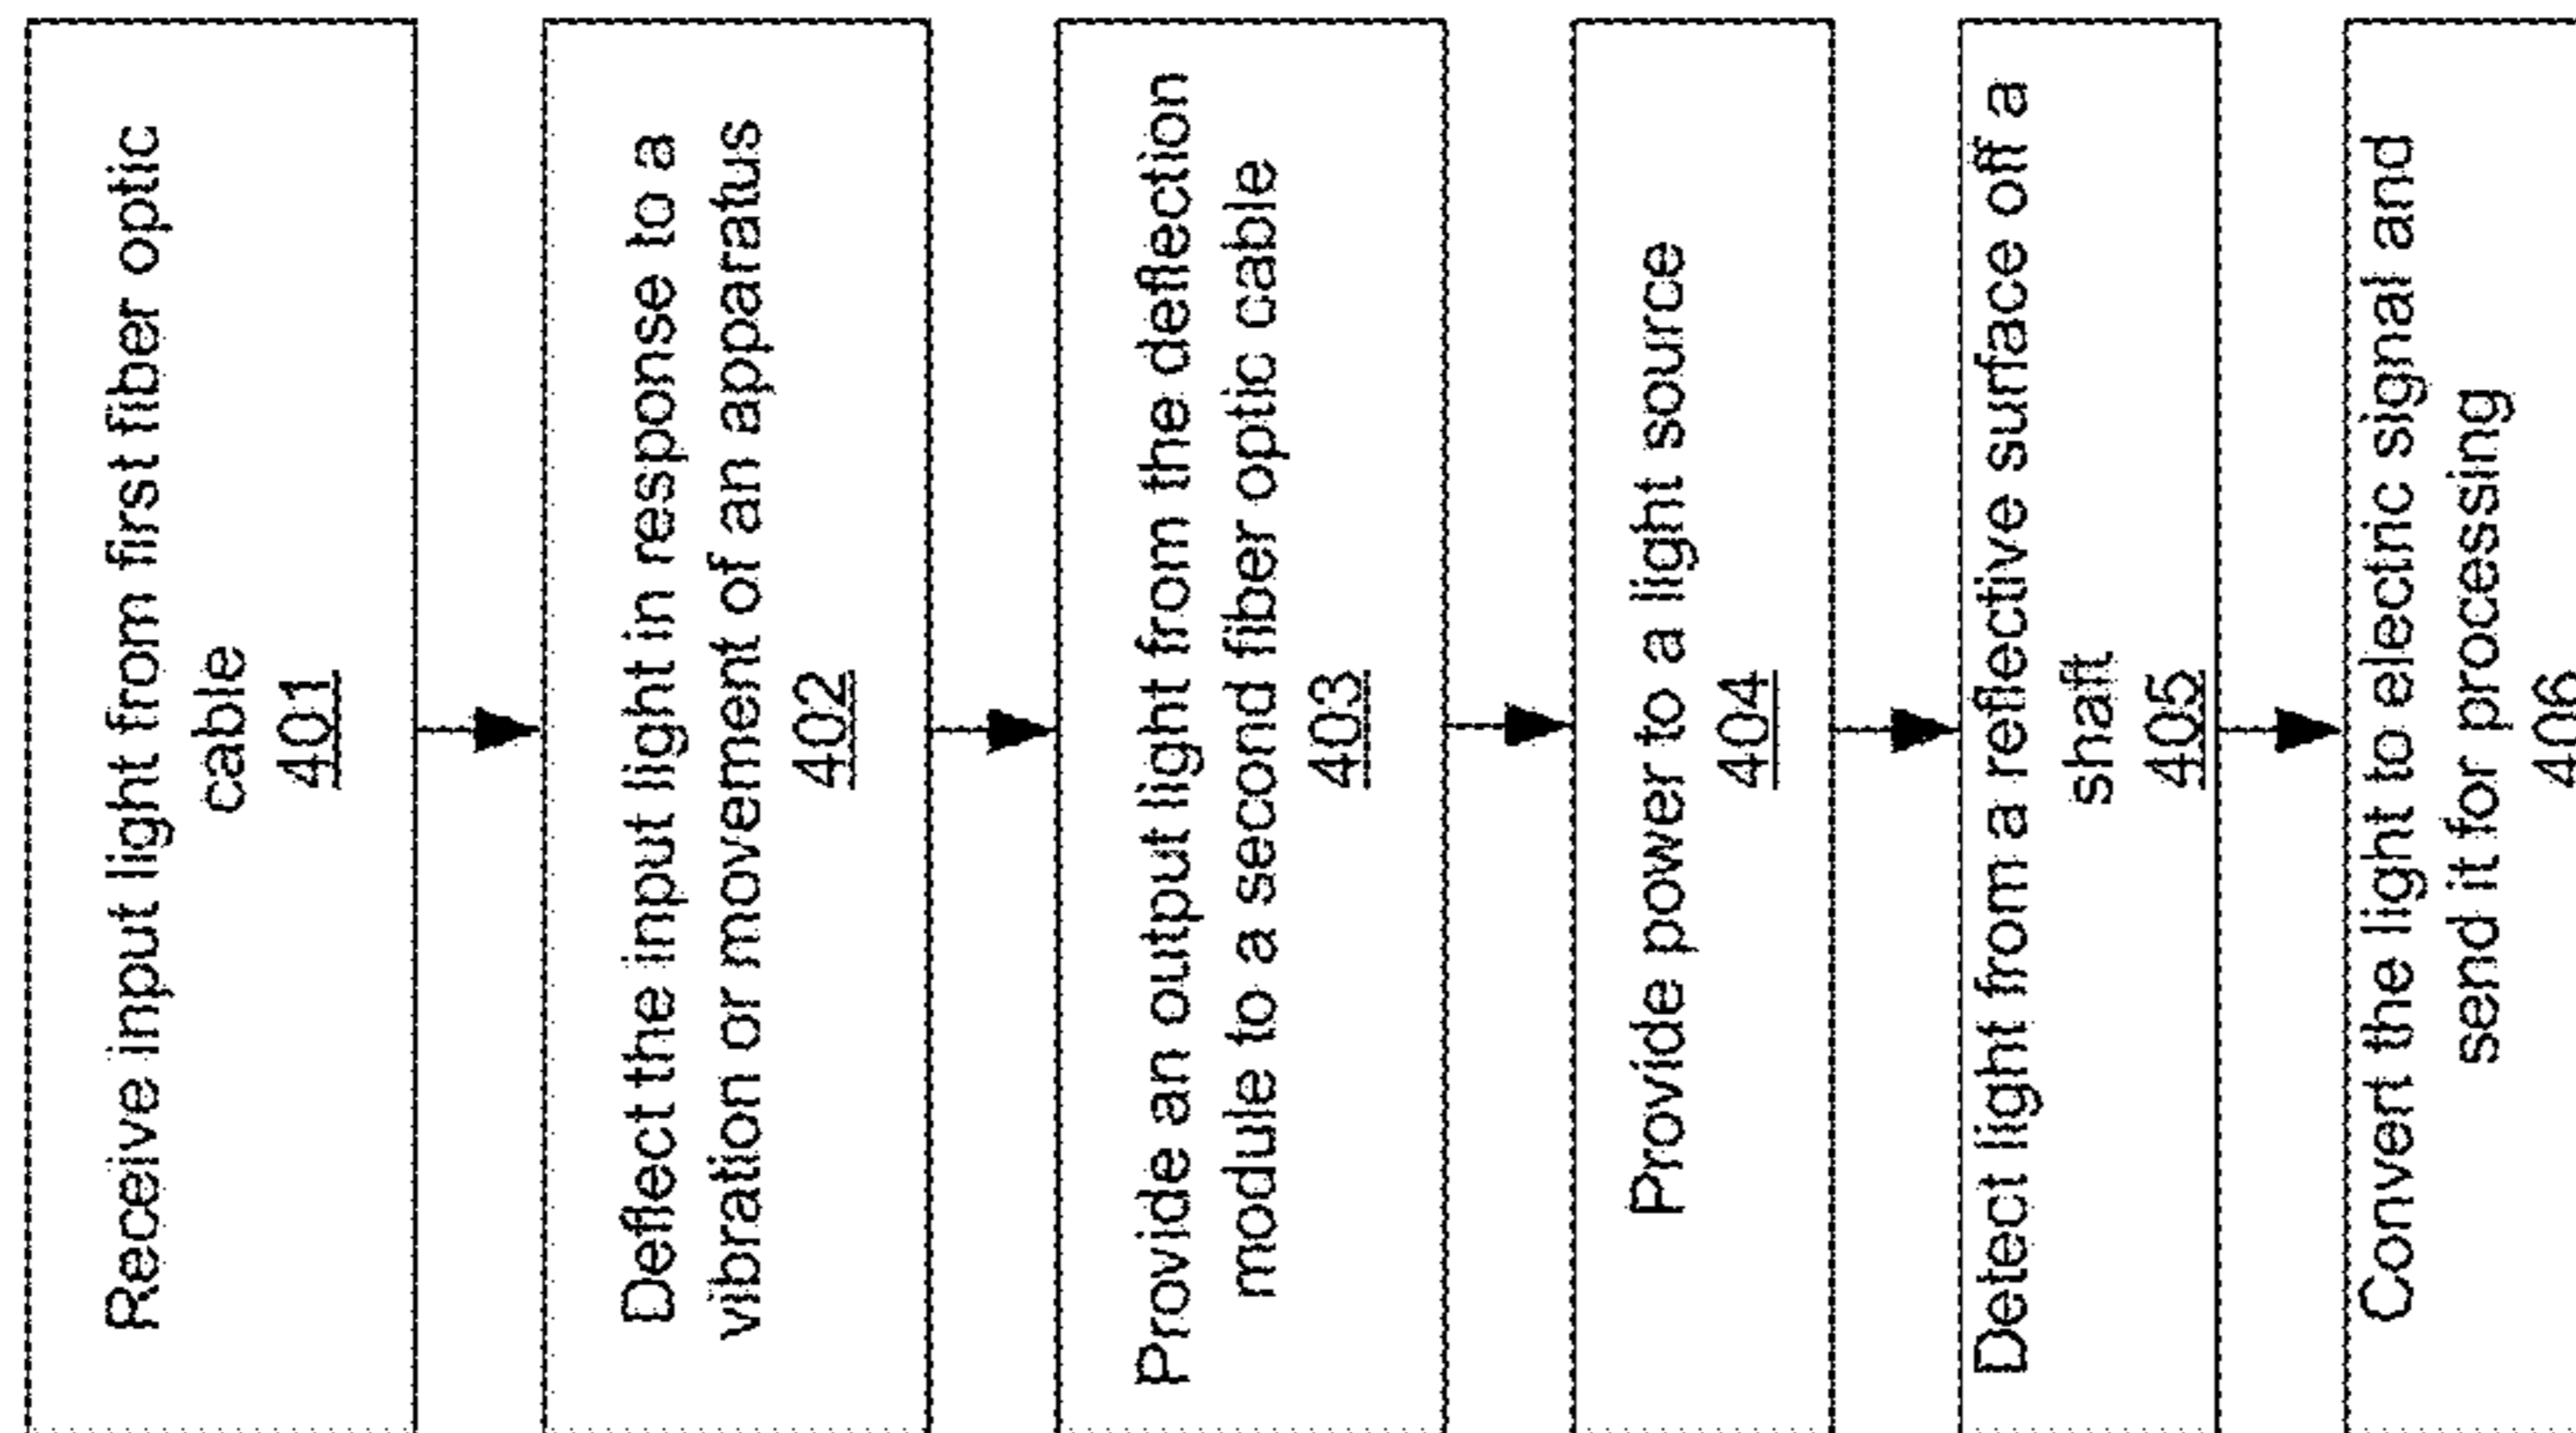 Receive input light from first fiber optic
cable
401
Deflect the input light in response to a
vibration or movement of an apparatus
402
Provide an output light from the deflection
module to a second fiber optic cable
403
Provide power to a light source
404
Detect light from a reflective surface off a
shaft
405
Convert the light to electric signal and
send it for processing
406